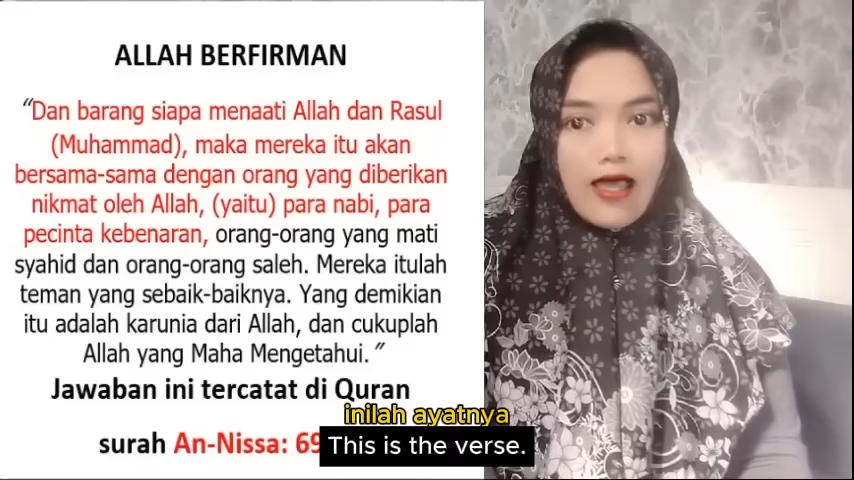 ALLAH BERFIRMAN
“Dan barang siapa menaati Allah dan Rasul
(Muhammad), maka mereka itu akan
bersama-sama dengan orang yang diberikan
nikmat oleh Allah, (yaitu) para nabi, para
pecinta kebenaran, orang-orang yang mati
syahid dan orang-orang saleh. Mereka itulah
teman yang sebaik-baiknya. Yang demikian
itu adalah karunia dari Allah, dan cukuplah
Allah yang Maha Mengetahui.”
Jawaban ini tercatat di Quran
inilah ayatnya
surah An-Nissa: 69
This is the verse.